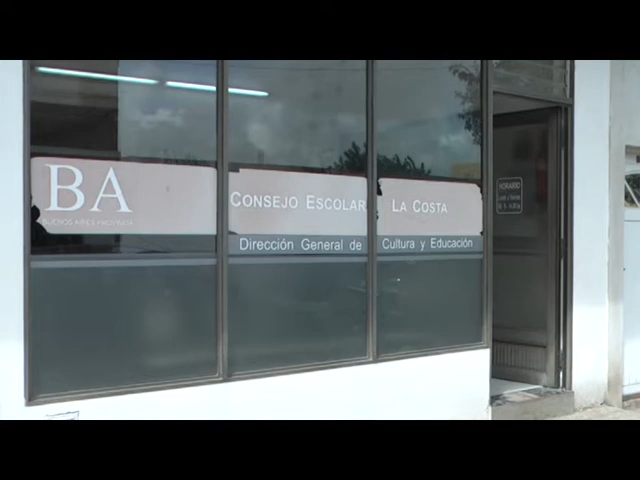 BA
BUENOS AIRES PROVINCIA
CONSEJO ESCOLAR LA COSTA
Dirección General de Cultura y Educación
HORARIO